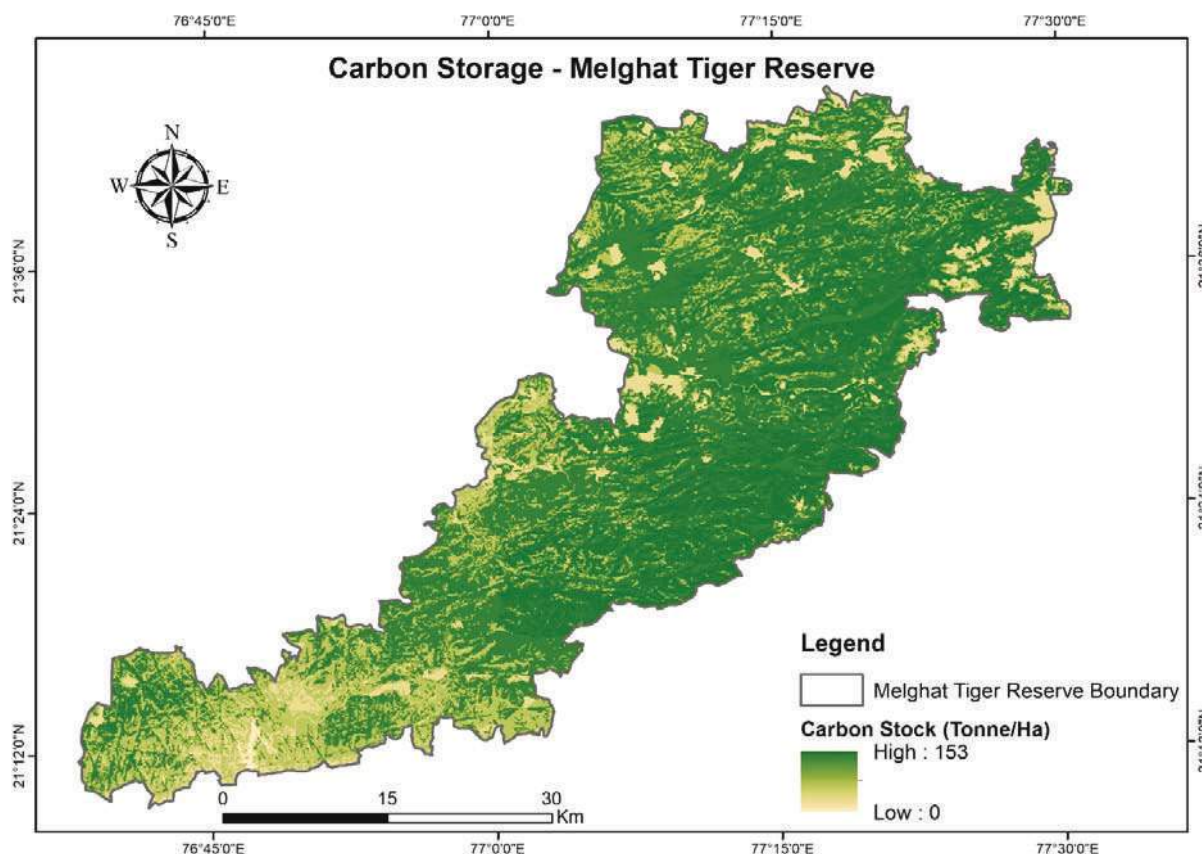 76°45'0"E
77°0'0"E
77°15'0"E
77°30'0"E
Carbon Storage - Melghat Tiger Reserve
N
W
E
S
21°36'0"N
21°24'0"N
21°12'0"N
Legend
Melghat Tiger Reserve Boundary
Carbon Stock (Tonne/Ha)
High : 153
Low : 0
0
15
30
Km
76°45'0"E
77°0'0"E
77°15'0"E
77°30'0"E